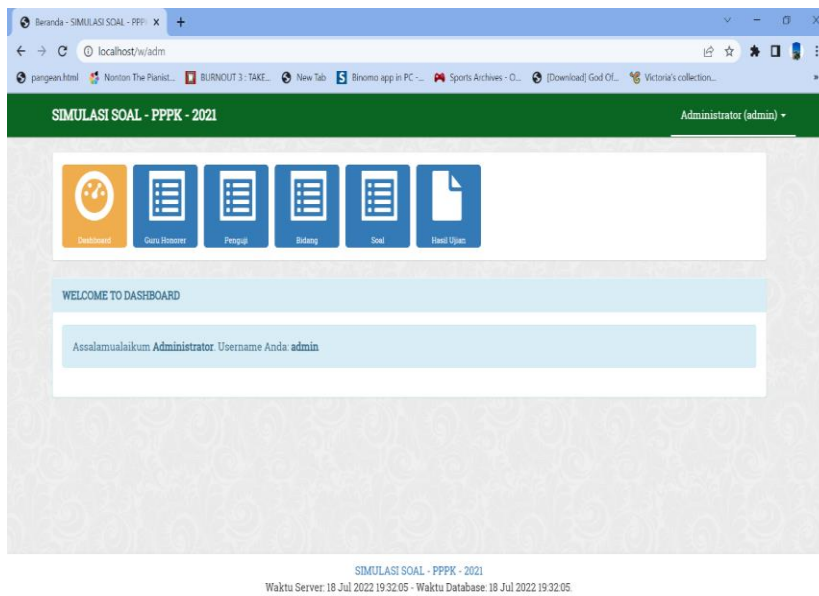 Beranda - SIMULASI SOAL - PPP
localhost/w/adm
pangean.html Nonton The Pianist... BURNOUT 3 : TAKE... New Tab Binomo app in PC -... Sports Archives - O... [Download] God Of... Victoria's collection...
SIMULASI SOAL - PPPK - 2021 Administrator (admin)
Dashboard Guru Honorer Penguji Bidang Soal Hasil Ujian
WELCOME TO DASHBOARD
Assalamualaikum Administrator. Username Anda: admin
SIMULASI SOAL - PPPK - 2021
Waktu Server: 18 Jul 2022 19:32:05 - Waktu Database: 18 Jul 2022 19:32:05.